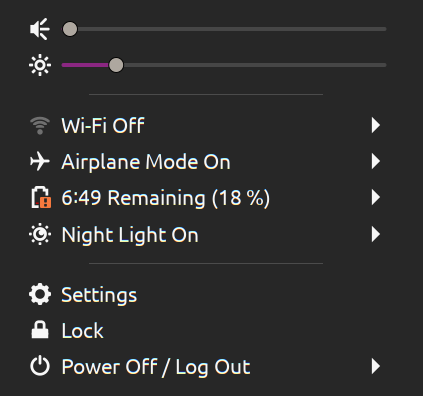 Wi-Fi Off
Airplane Mode On
6:49 Remaining (18 %)
Night Light On
Settings
Lock
Power Off / Log Out